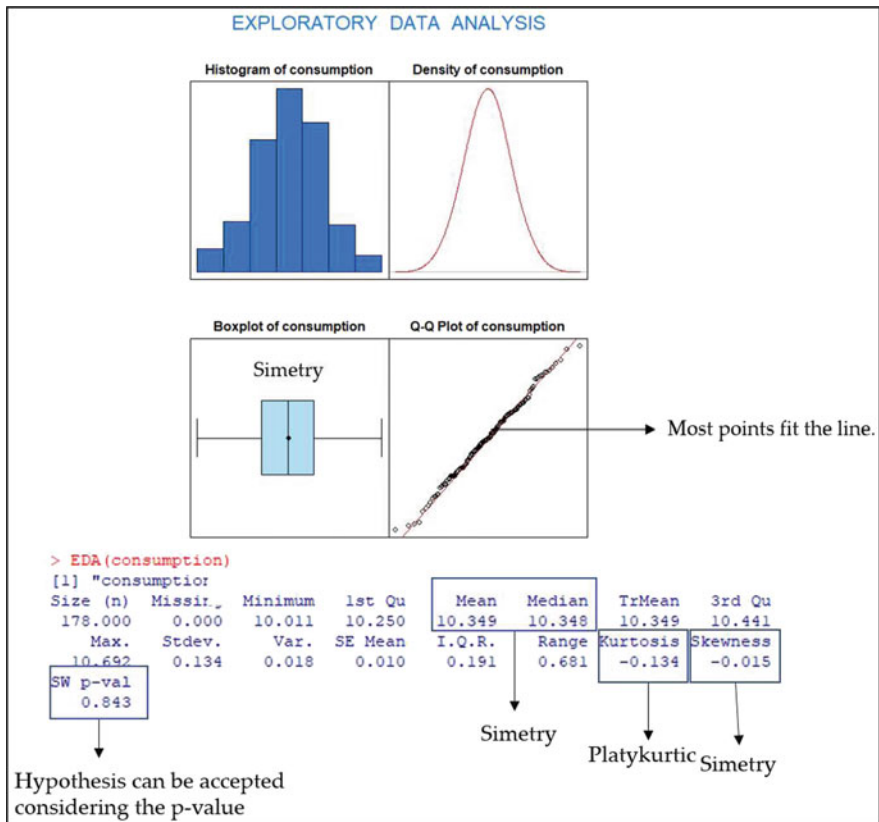 EXPLORATORY DATA ANALYSIS
Histogram of consumption
Density of consumption
Boxplot of consumption
Q-Q Plot of consumption
Simetry
Most points fit the line.
> EDA(consumption)
[1] "consumption
Size (n) Missin Minimum 1st Qu Mean Median TrMean 3rd Qu
178.000 0.000 10.011 10.250 10.349 10.348 10.349 10.441
Max. Stdev. Var. SE Mean I.Q.R. Range Kurtosis Skewness
10.692 0.134 0.018 0.010 0.191 0.681 -0.134 -0.015
SW p-val
0.843
Simetry
Platykurtic
Simetry
Hypothesis can be accepted
considering the p-value